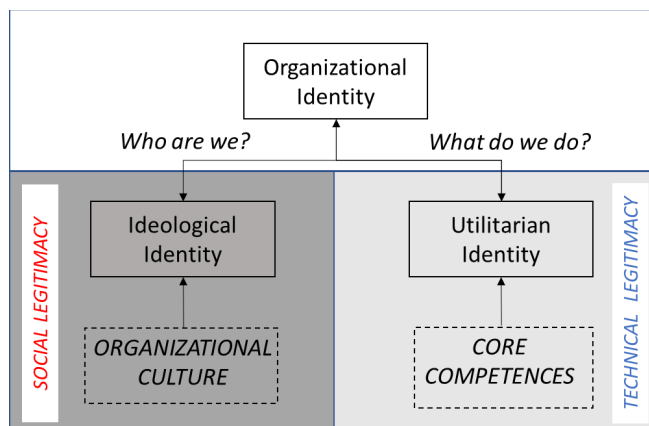 Organizational
Identity
Who are we?
What do we do?
SOCIAL LEGITIMACY
Ideological
Identity
Utilitarian
Identity
TECHNICAL LEGITIMACY
ORGANIZATIONAL
CULTURE
CORE
COMPETENCES